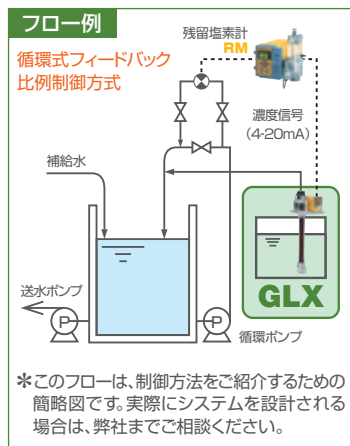 フロー例
循環式フィードバック
比例制御方式
残留塩素計
RM
濃度信号
(4-20mA)
補給水
GLX
送水ポンプ
P
P
循環ポンプ
＊このフローは、制御方法をご紹介するための
簡略図です。実際にシステムを設計される
場合は、弊社までご相談ください。